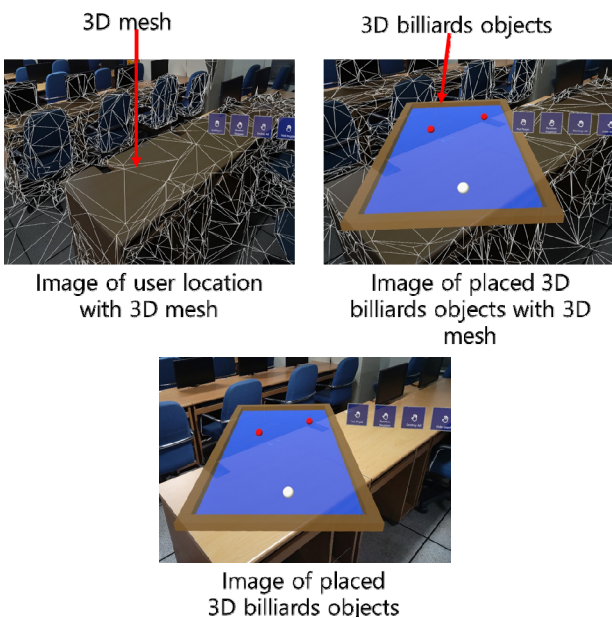 3D mesh
3D billiards objects
Image of user location
with 3D mesh
Image of placed 3D
billiards objects with 3D
mesh
Image of placed
3D billiards objects